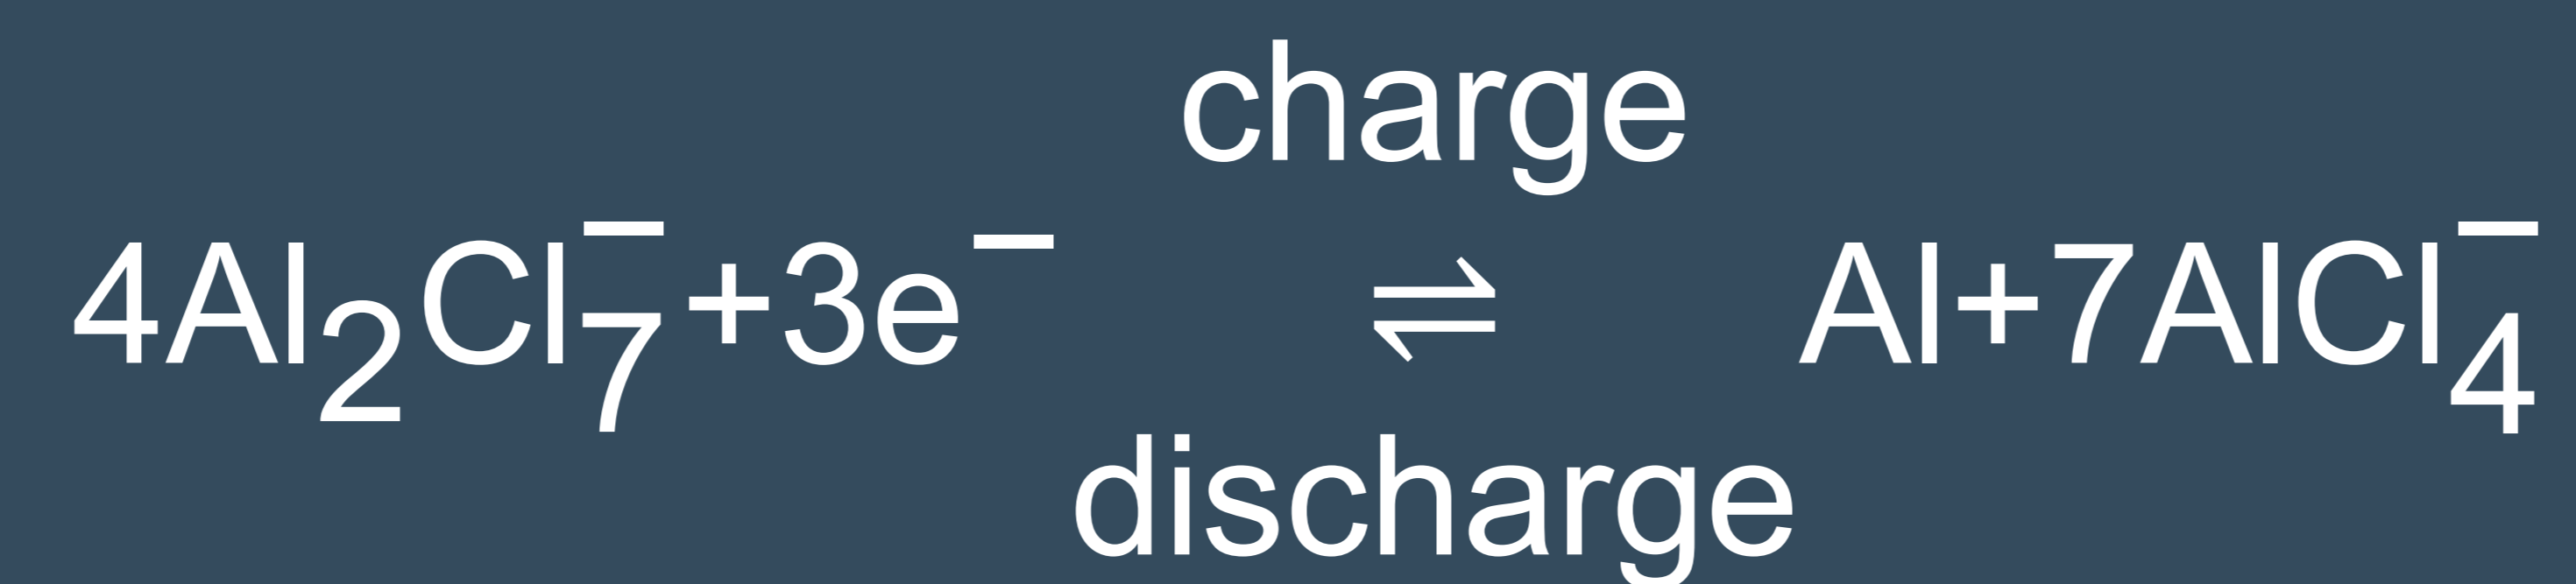 charge
4Al₂Cl₇⁻+3e⁻ ⇌ Al+7AlCl₄⁻
discharge